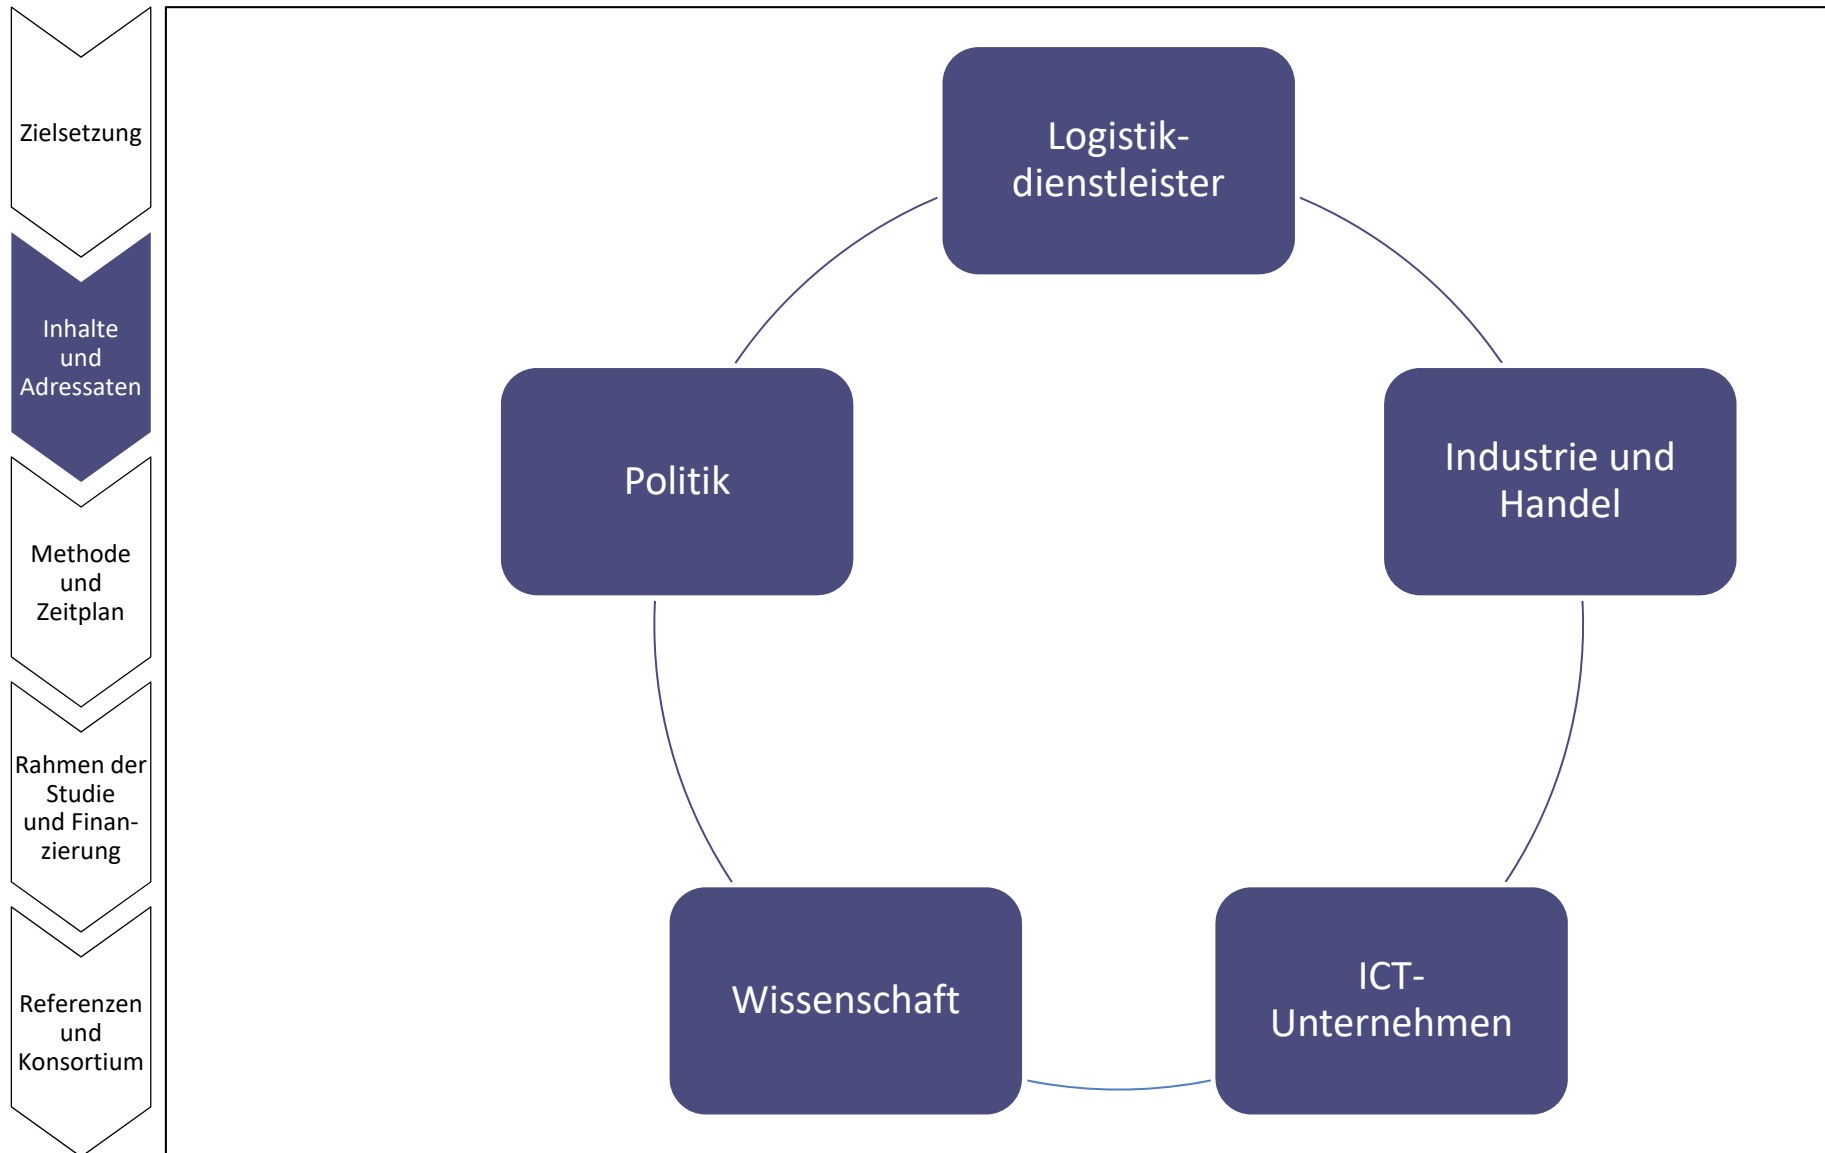 Zielsetzung
Inhalte
und
Adressaten
Methode
und
Zeitplan
Rahmen der
Studie
und Finan-
zierung
Referenzen
und
Konsortium
Logistik-
dienstleister
Industrie und
Handel
ICT-
Unternehmen
Wissenschaft
Politik